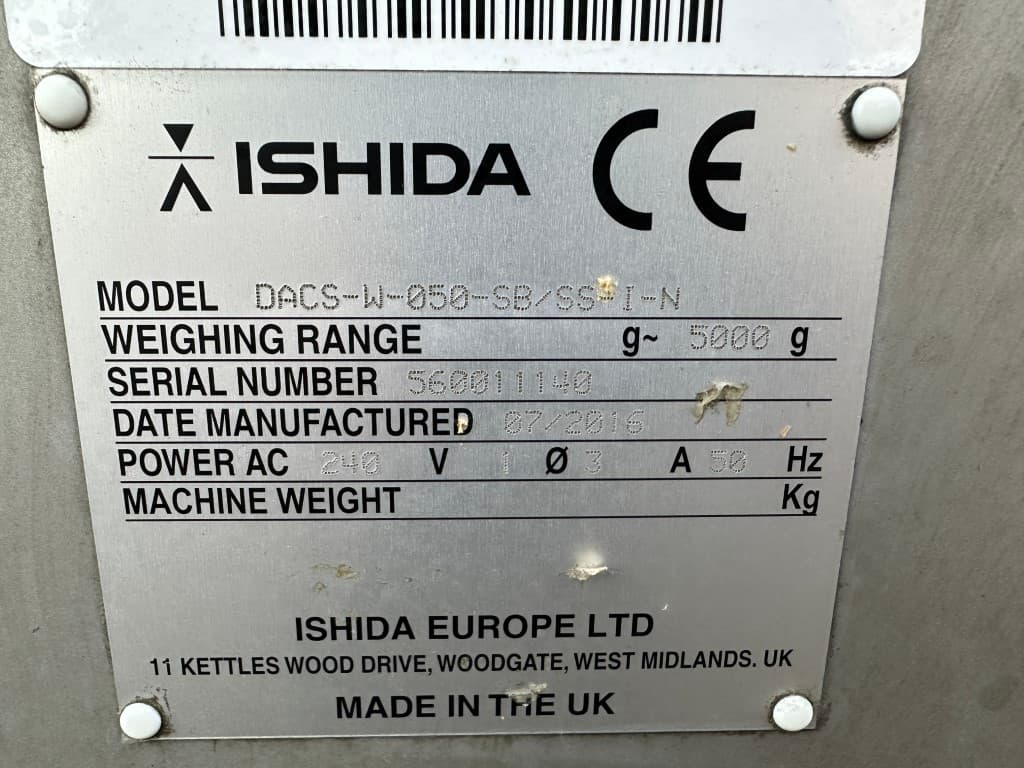 ISHIDA CE
MODEL DACS-W-050-SB/SS-I-N
WEIGHING RANGE g~ 5000 g
SERIAL NUMBER 560011140
DATE MANUFACTURED 07/2016
POWER AC 240 V 1 Ø 3 A 50 Hz
MACHINE WEIGHT Kg
ISHIDA EUROPE LTD
11 KETTLES WOOD DRIVE, WOODGATE, WEST MIDLANDS. UK
MADE IN THE UK